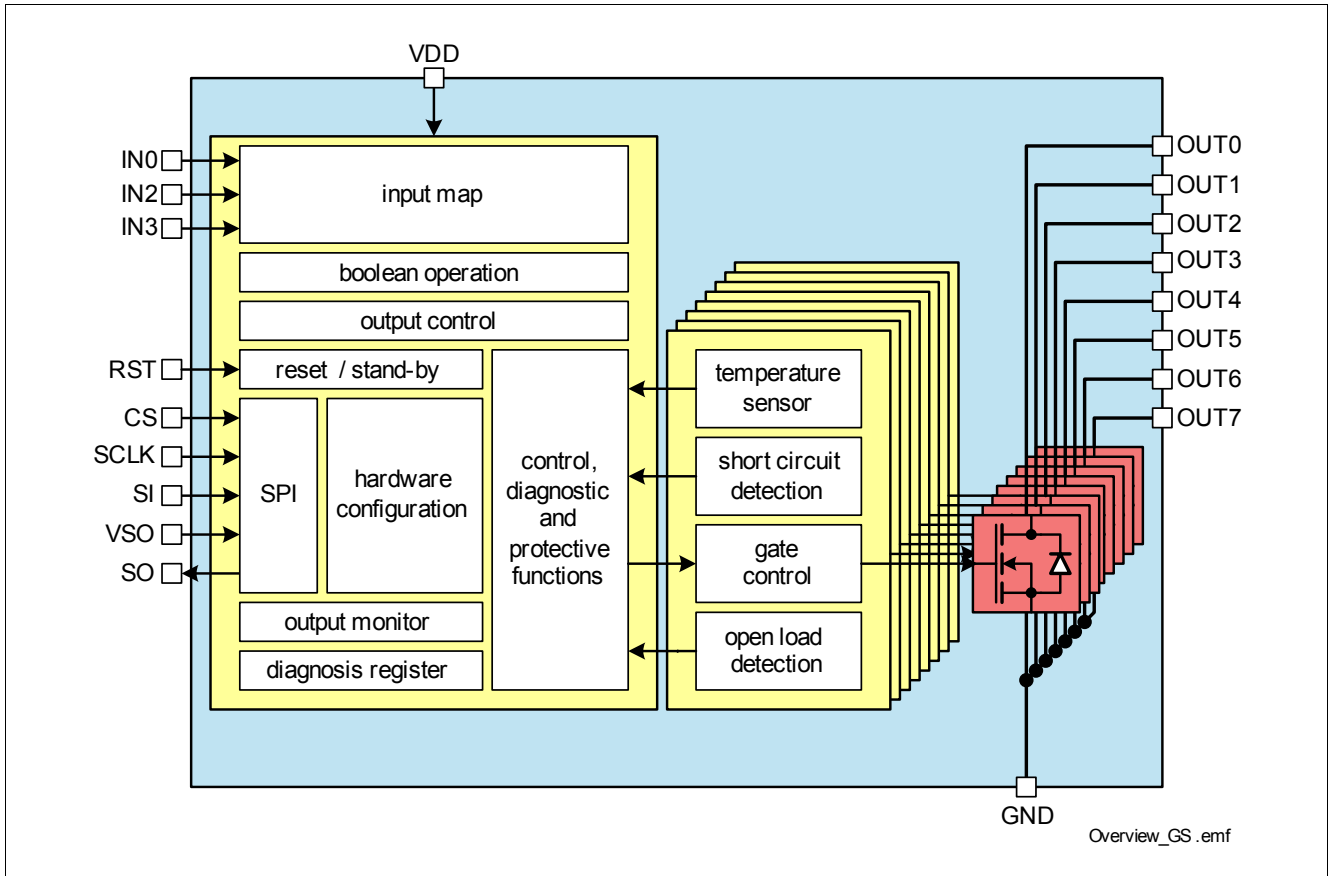 VDD
IN0
IN2
IN3
input map
boolean operation
output control
RST
reset / stand-by
CS
SCLK
SI
VSO
SO
SPI
hardware
configuration
control,
diagnostic
and
protective
functions
output monitor
diagnosis register
temperature
sensor
short circuit
detection
gate
control
open load
detection
OUT0
OUT1
OUT2
OUT3
OUT4
OUT5
OUT6
OUT7
GND
Overview_GS .emf